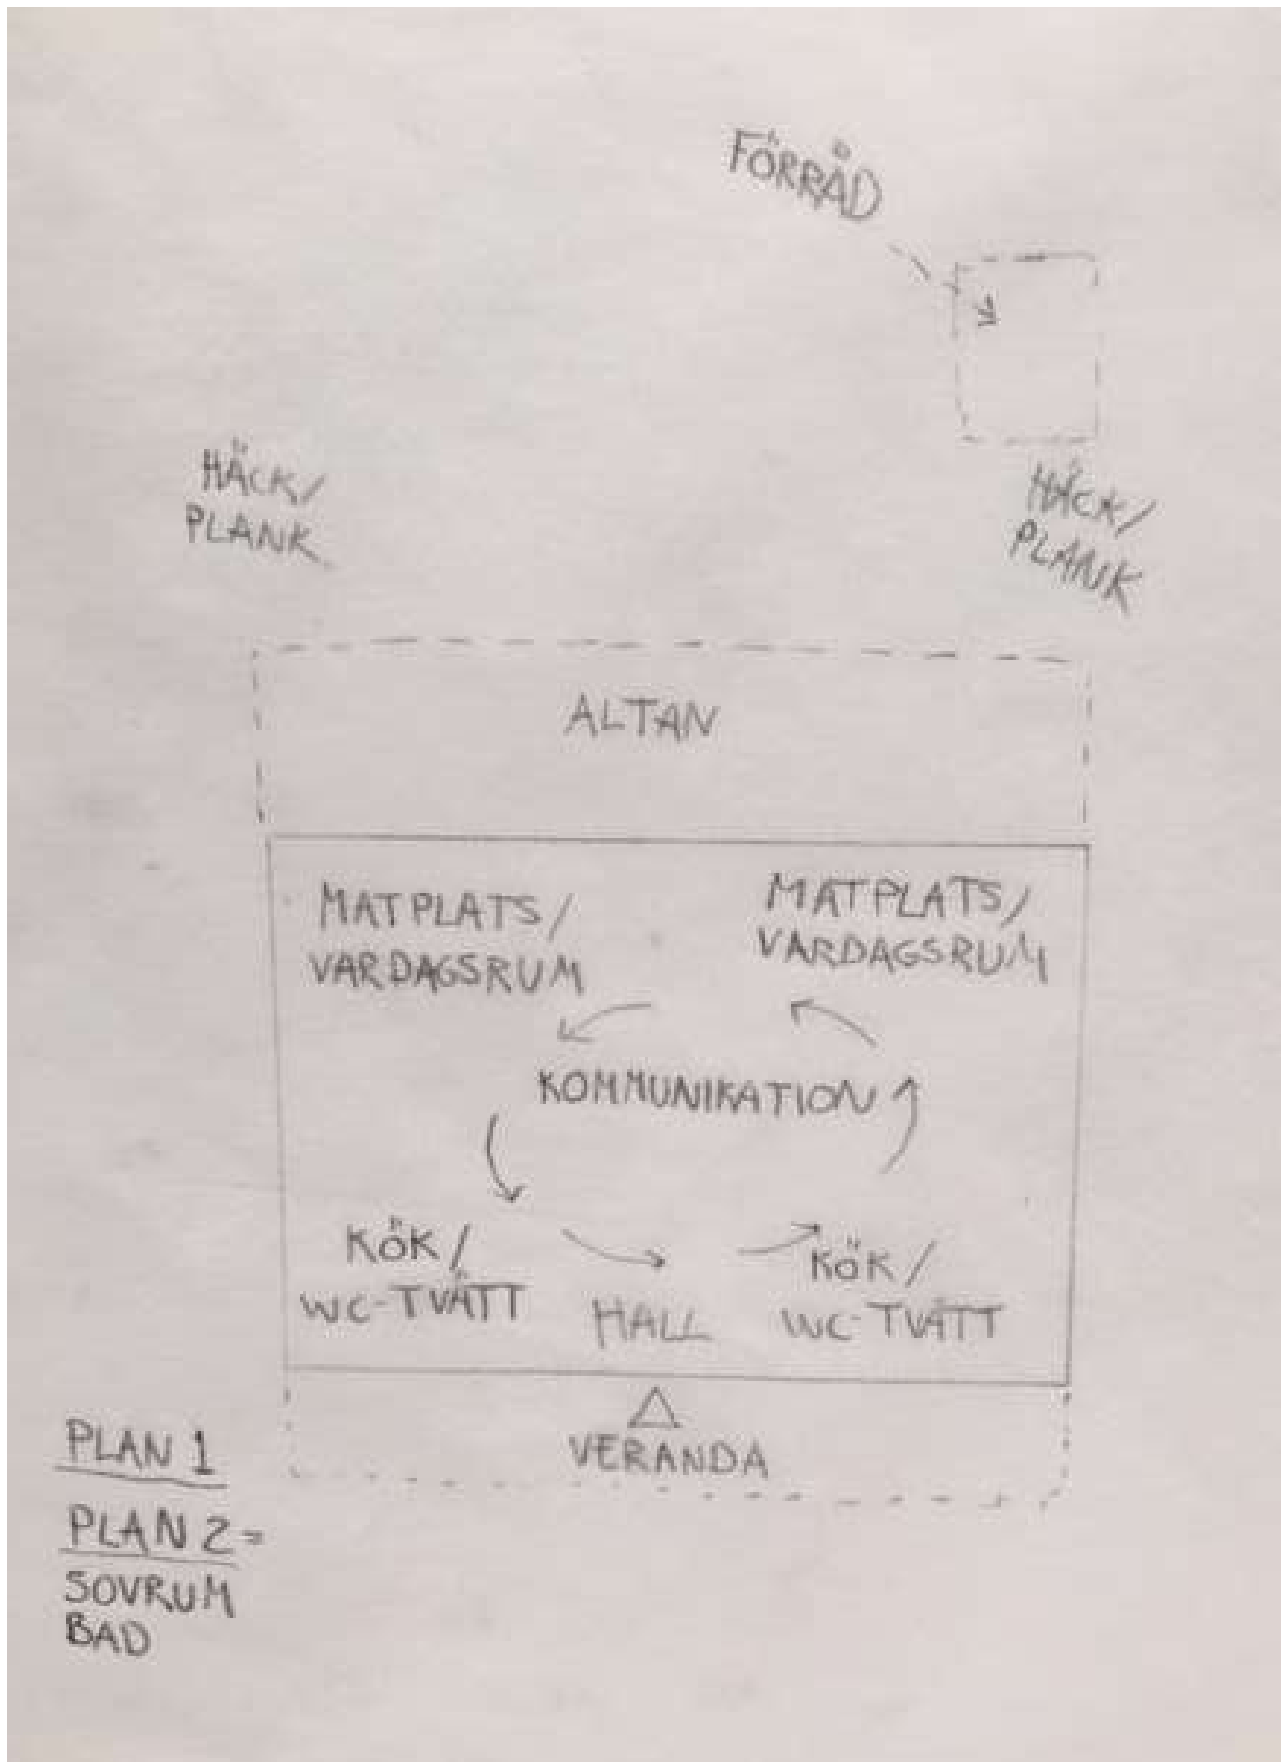 FÖRRÅD
HÄCK/
PLANK
HÄCK/
PLANK
ALTAN
MATPLATS/
VARDAGSRUM
MATPLATS/
VARDAGSRUM
KOMMUNIKATION
KÖK/
WC-TVÄTT
HALL
KÖK/
WC-TVÄTT
VERANDA
PLAN 1
PLAN 2 =
SOVRUM
BAD